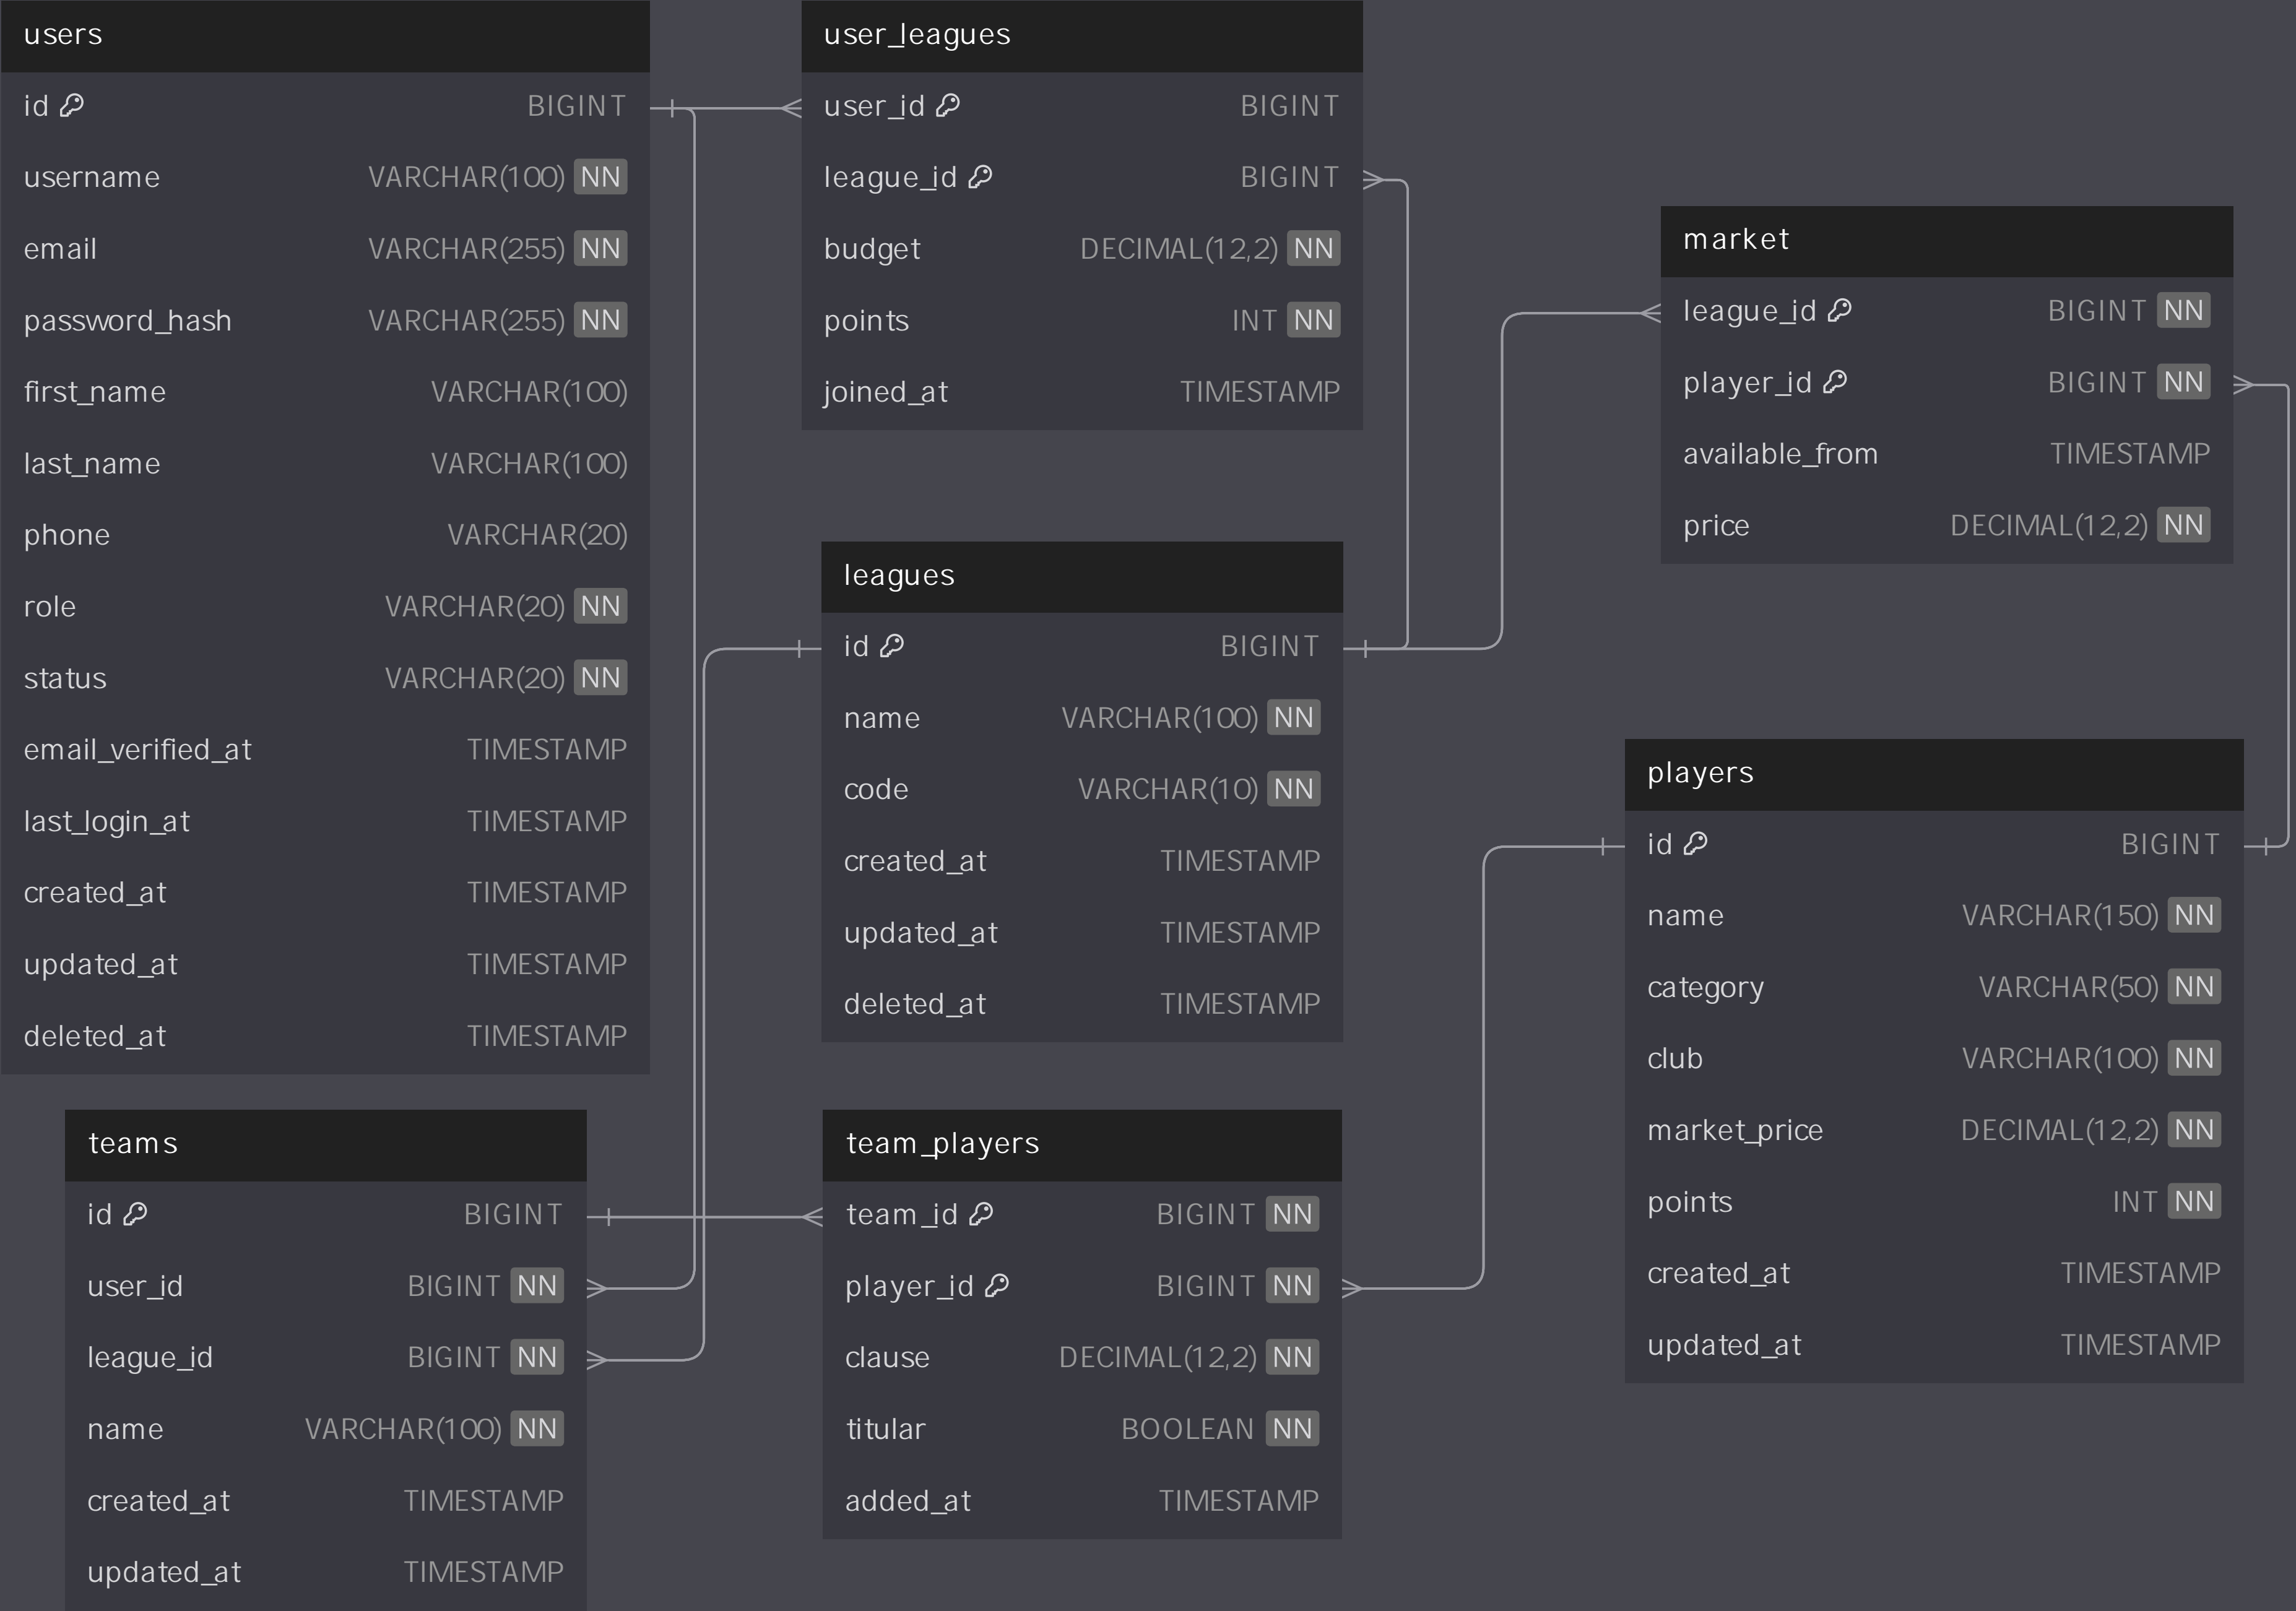 users
id BIGINT
username VARCHAR(100) NN
email VARCHAR(255) NN
password_hash VARCHAR(255) NN
first_name VARCHAR(100)
last_name VARCHAR(100)
phone VARCHAR(20)
role VARCHAR(20) NN
status VARCHAR(20) NN
email_verified_at TIMESTAMP
last_login_at TIMESTAMP
created_at TIMESTAMP
updated_at TIMESTAMP
deleted_at TIMESTAMP
user_leagues
user_id BIGINT
league_id BIGINT
budget DECIMAL(12,2) NN
points INT NN
joined_at TIMESTAMP
market
league_id BIGINT NN
player_id BIGINT NN
available_from TIMESTAMP
price DECIMAL(12,2) NN
leagues
id BIGINT
name VARCHAR(100) NN
code VARCHAR(10) NN
created_at TIMESTAMP
updated_at TIMESTAMP
deleted_at TIMESTAMP
players
id BIGINT
name VARCHAR(150) NN
category VARCHAR(50) NN
club VARCHAR(100) NN
market_price DECIMAL(12,2) NN
points INT NN
created_at TIMESTAMP
updated_at TIMESTAMP
teams
id BIGINT
user_id BIGINT NN
league_id BIGINT NN
name VARCHAR(100) NN
created_at TIMESTAMP
updated_at TIMESTAMP
team_players
team_id BIGINT NN
player_id BIGINT NN
clause DECIMAL(12,2) NN
titular BOOLEAN NN
added_at TIMESTAMP